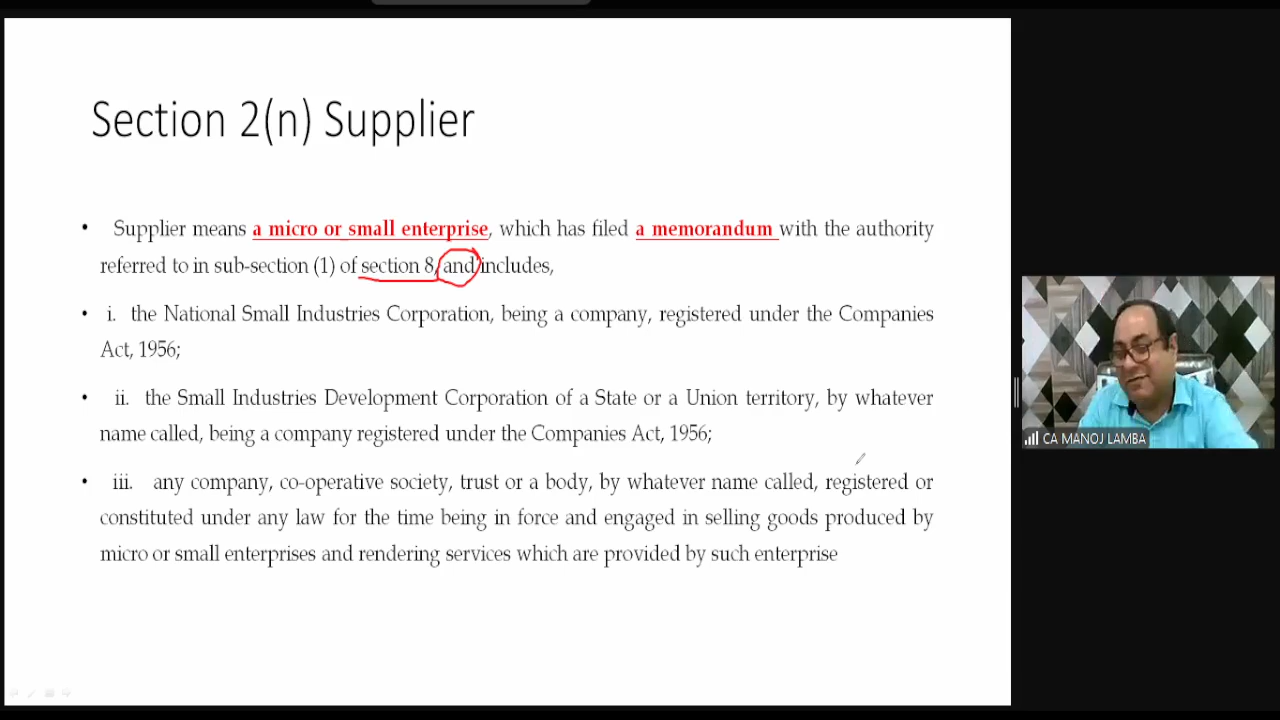 Section 2(n) Supplier
• Supplier means a micro or small enterprise, which has filed a memorandum with the authority
referred to in sub-section (1) of section 8, and includes,
• i. the National Small Industries Corporation, being a company, registered under the Companies
Act, 1956;
• ii. the Small Industries Development Corporation of a State or a Union territory, by whatever
name called, being a company registered under the Companies Act, 1956;
• iii. any company, co-operative society, trust or a body, by whatever name called, registered or
constituted under any law for the time being in force and engaged in selling goods produced by
micro or small enterprises and rendering services which are provided by such enterprise
CA MANOJ LAMBA